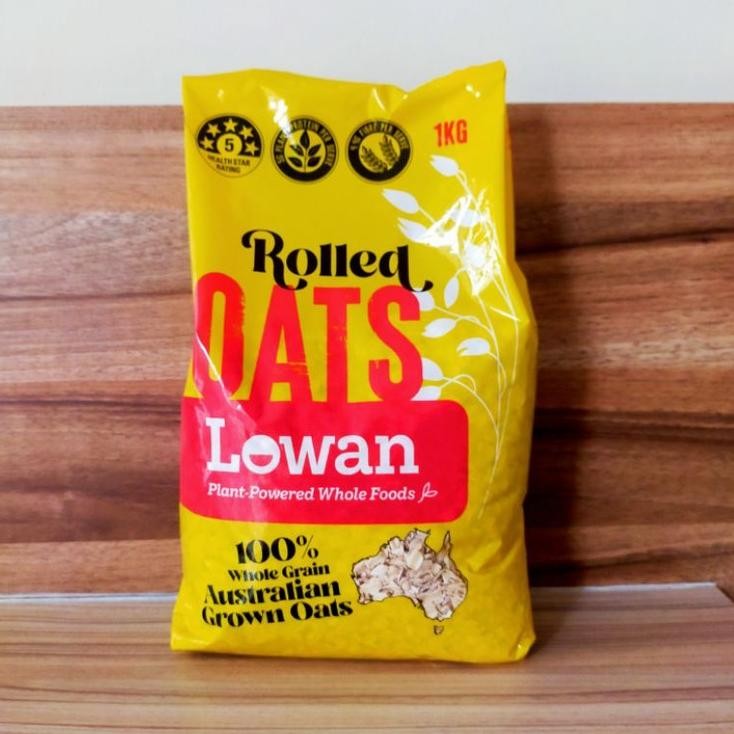 5
HEALTH STAR
RATING
1KG
Rolled
OATS
Lowan
Plant-Powered Whole Foods
100%
Whole Grain
Australian
Grown Oats